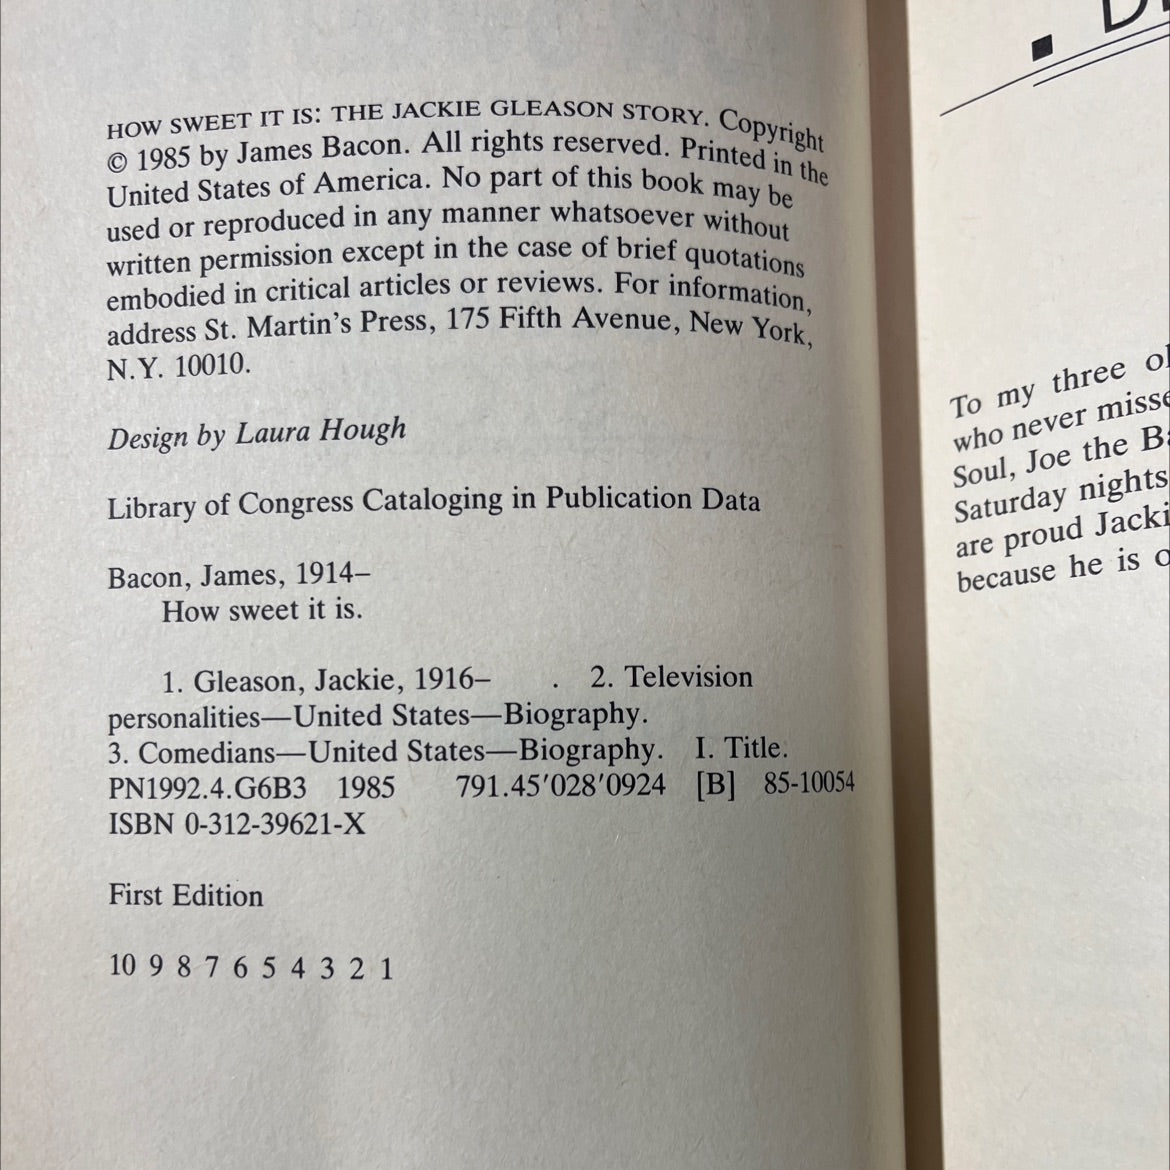 HOW SWEET IT IS: THE JACKIE GLEASON STORY. Copyright
© 1985 by James Bacon. All rights reserved. Printed in the
United States of America. No part of this book may be
used or reproduced in any manner whatsoever without
written permission except in the case of brief quotations
embodied in critical articles or reviews. For information,
address St. Martin's Press, 175 Fifth Avenue, New York,
N.Y. 10010.
Design by Laura Hough
Library of Congress Cataloging in Publication Data
Bacon, James, 1914–
How sweet it is.
1. Gleason, Jackie, 1916– . 2. Television
personalities—United States—Biography.
3. Comedians—United States—Biography. I. Title.
PN1992.4.G6B3 1985 791.45′028′0924 [B] 85-10054
ISBN 0-312-39621-X
First Edition
10 9 8 7 6 5 4 3 2 1
To my three
who never
Soul, Joe the
Saturday nights
are proud
because he is